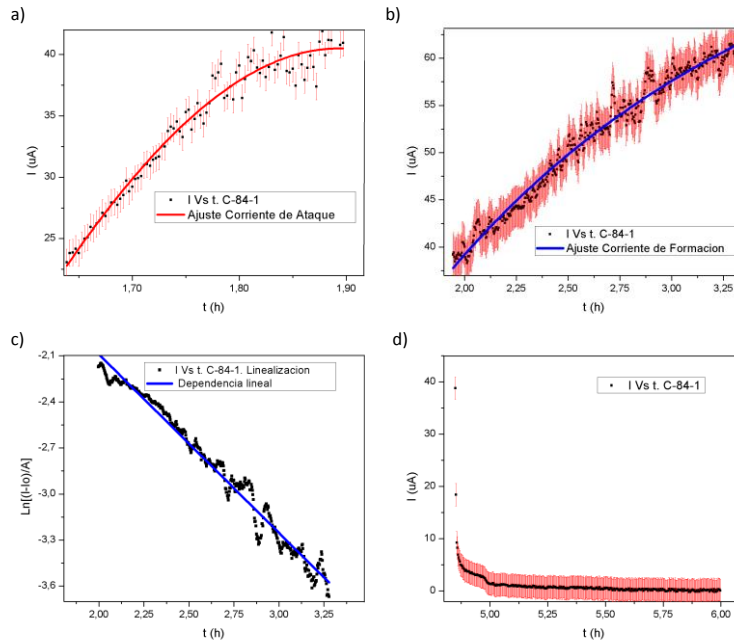 a)
I (uA)
40
35
30
25
I Vs t. C-84-1
Ajuste Corriente de Ataque
1,70
1,80
1,90
t (h)
b)
I (uA)
60
55
50
45
40
I Vs t. C-84-1
Ajuste Corriente de Formacion
2,00
2,25
2,50
2,75
3,00
3,25
t (h)
c)
Ln[(I-Io)/A]
-2,1
-2,4
-2,7
-3,0
-3,3
-3,6
I Vs t. C-84-1. Linealizacion
Dependencia lineal
2,00
2,25
2,50
2,75
3,00
3,25
t (h)
d)
I (uA)
40
30
20
10
0
I Vs t. C-84-1
5,00
5,25
5,50
5,75
6,00
t (h)